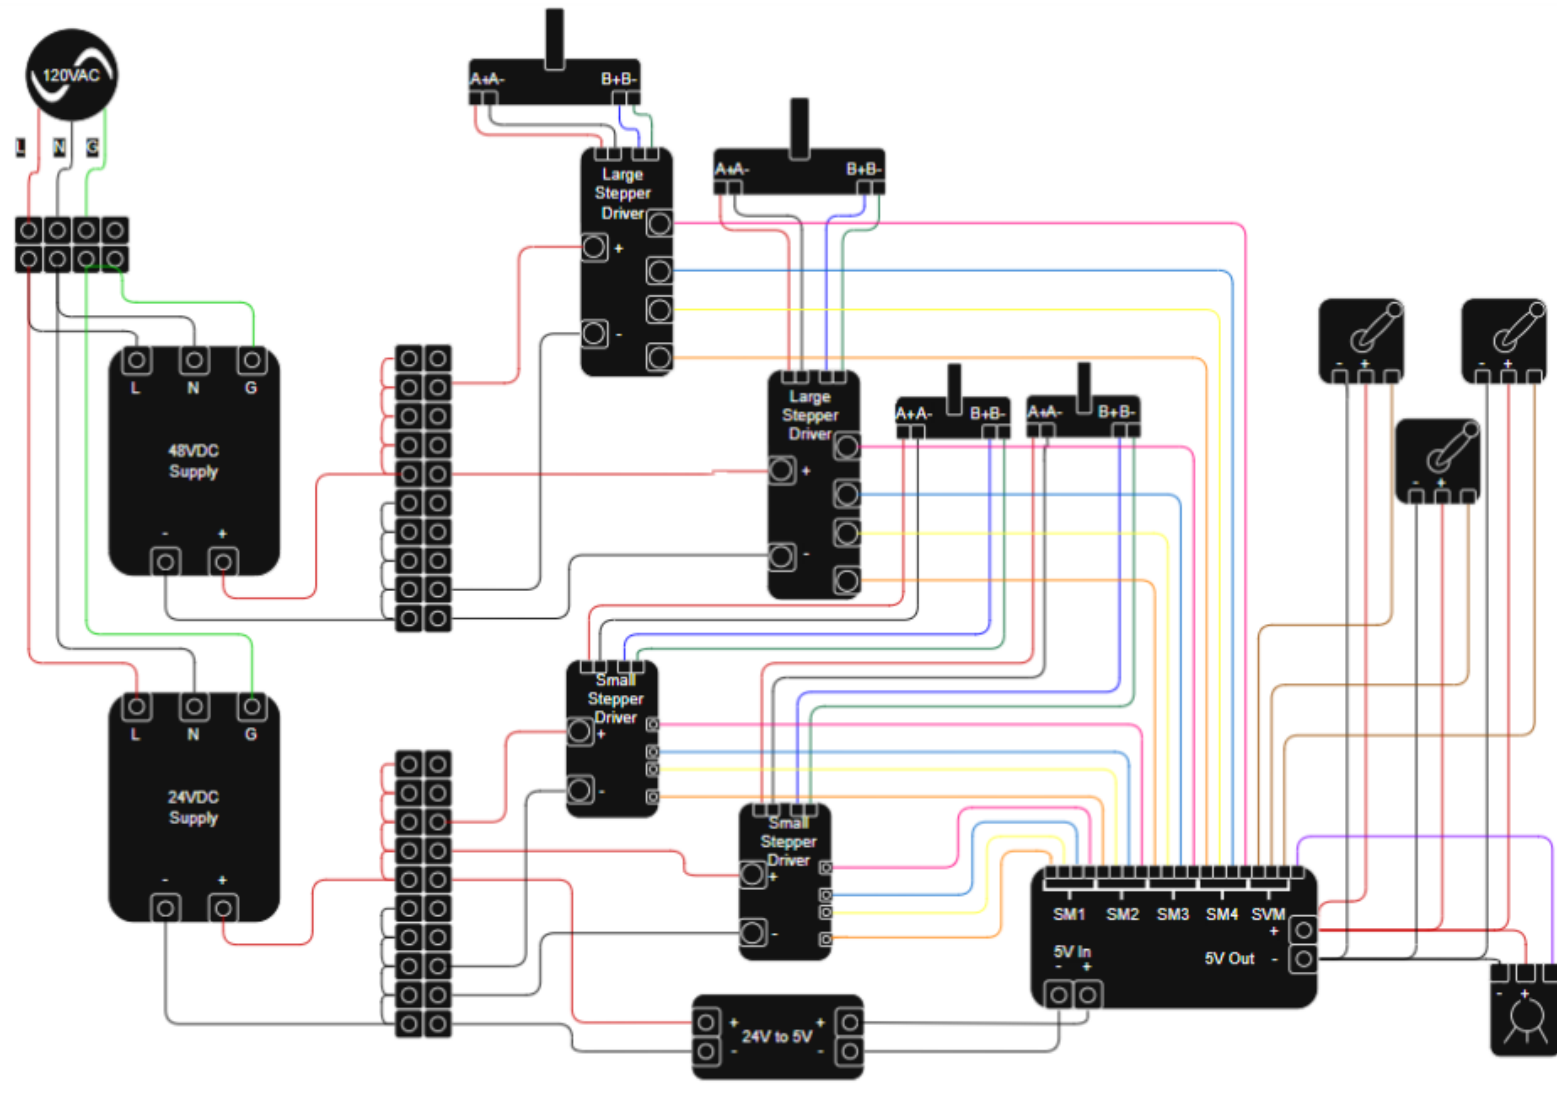 120VAC
L N G
A+A- B+B-
A+A- B+B-
Large
Stepper
Driver
+
-
L N G
48VDC
Supply
- +
Large
Stepper
Driver
+
-
A+A- B+B-
A+A- B+B-
- +
- +
- +
Small
Stepper
Driver
+
-
L N G
24VDC
Supply
- +
Small
Stepper
Driver
+
-
SM1 SM2 SM3 SM4 SVM
+
5V In
- +
5V Out -
- +
+ +
24V to 5V
- -